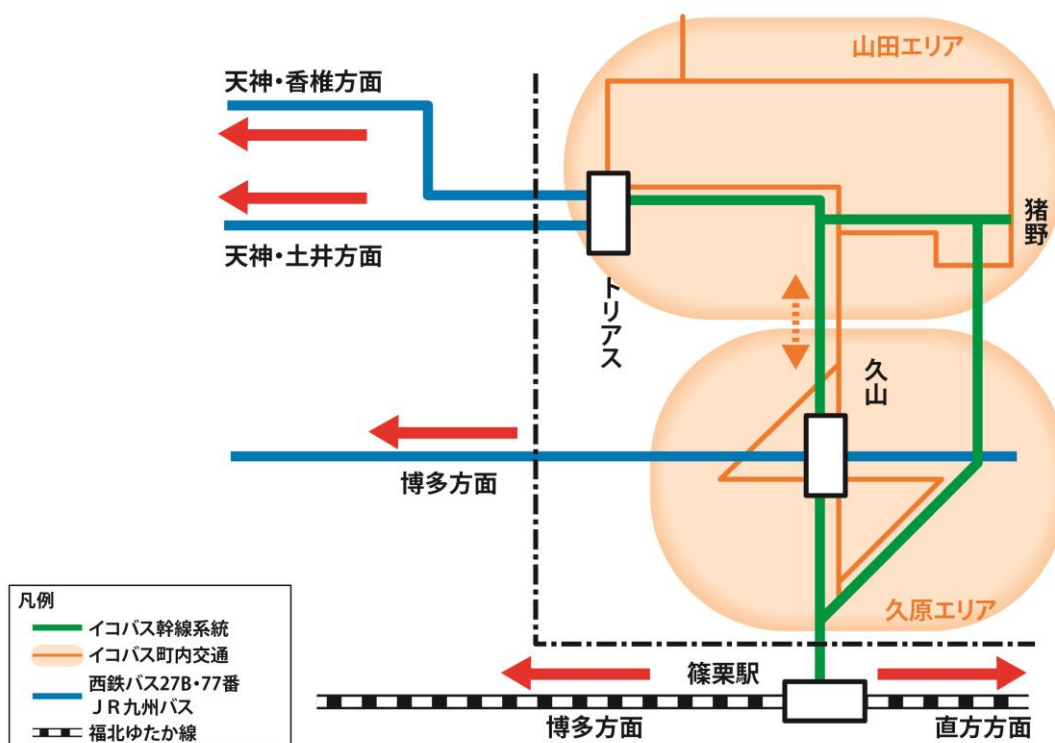 山田エリア
天神・香椎方面
猪野
天神・土井方面
トリアス
久山
博多方面
久原エリア
凡例
イコバス幹線系統
イコバス町内交通
西鉄バス27B・77番
JR九州バス
福北ゆたか線
篠栗駅
博多方面
直方方面